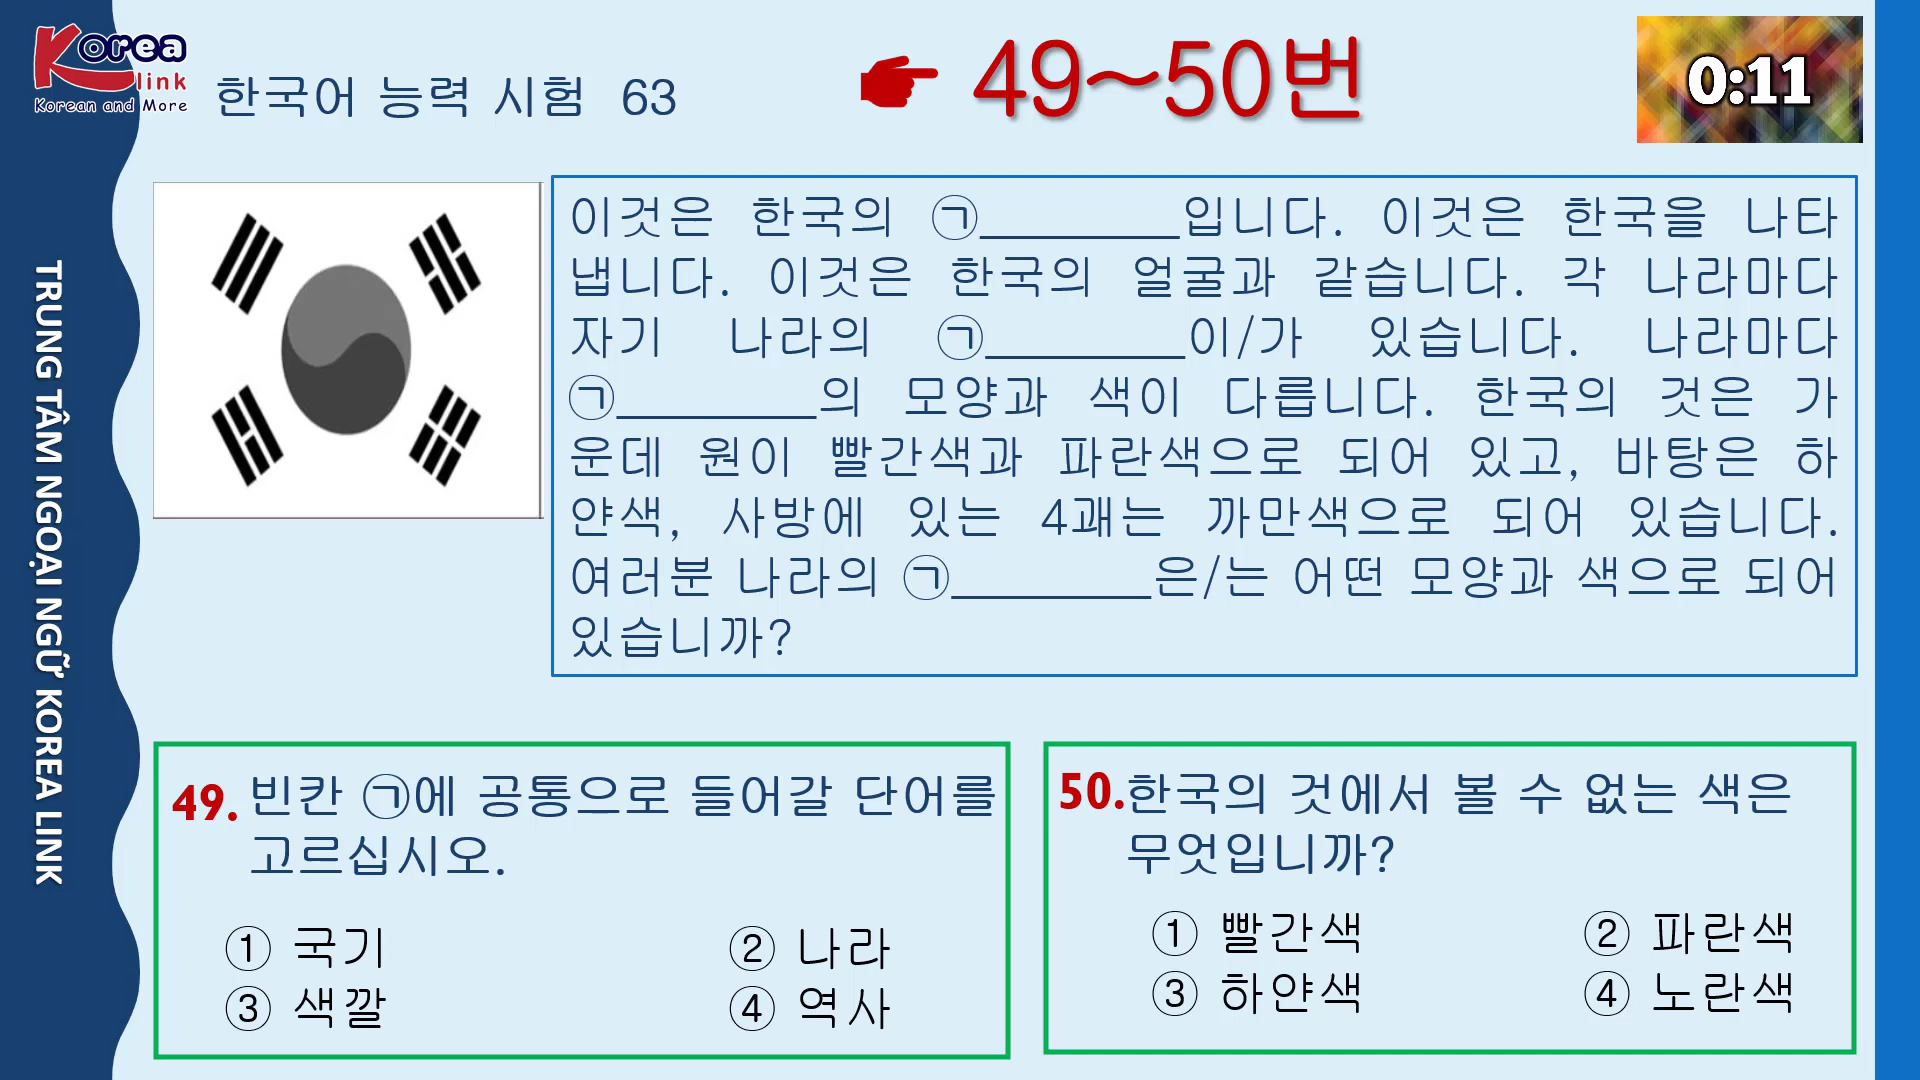 Korea
link
Korean and More
한국어 능력 시험 63
☛ 49~50번
0:11
TRUNG TÂM NGOẠI NGỮ KOREA LINK
이것은 한국의 ㉠________입니다. 이것은 한국을 나타
냅니다. 이것은 한국의 얼굴과 같습니다. 각 나라마다
자기 나라의 ㉠________이/가 있습니다. 나라마다
㉠________의 모양과 색이 다릅니다. 한국의 것은 가
운데 원이 빨간색과 파란색으로 되어 있고, 바탕은 하
얀색, 사방에 있는 4괘는 까만색으로 되어 있습니다.
여러분 나라의 ㉠________은/는 어떤 모양과 색으로 되어
있습니까?
49. 빈칸 ㉠에 공통으로 들어갈 단어를
고르십시오.
① 국기 ② 나라
③ 색깔 ④ 역사
50.한국의 것에서 볼 수 없는 색은
무엇입니까?
① 빨간색 ② 파란색
③ 하얀색 ④ 노란색